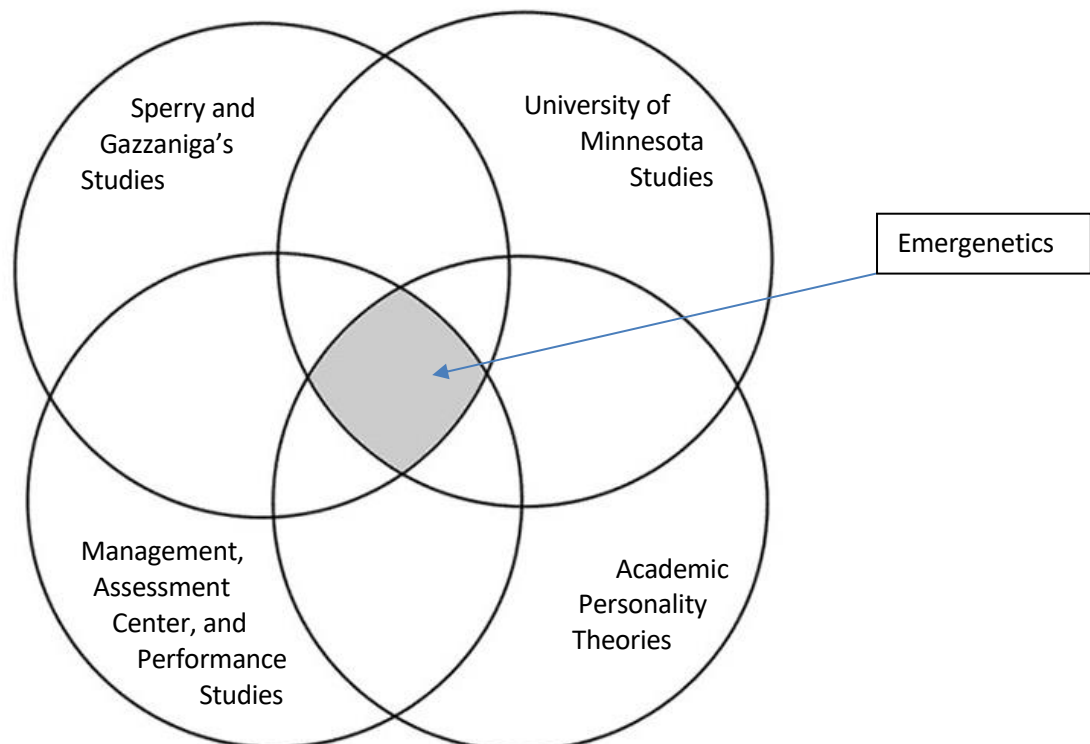 Sperry and
Gazzaniga’s
Studies
University of
Minnesota
Studies
Emergenetics
Management,
Assessment
Center, and
Performance
Studies
Academic
Personality
Theories